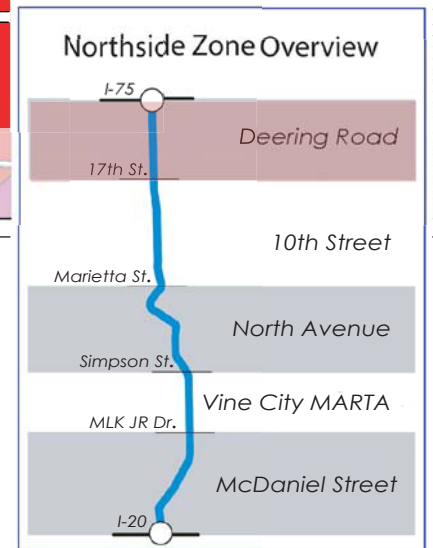 Northside Zone Overview
I-75
Deering Road
17th St.
10th Street
Marietta St.
North Avenue
Simpson St.
Vine City MARTA
MLK JR Dr.
McDaniel Street
I-20